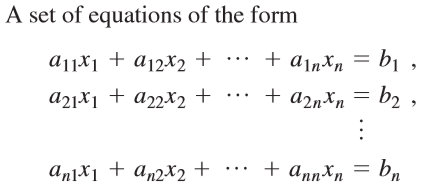 A set of equations of the form
a₁₁x₁ + a₁₂x₂ + ⋯ + a₁ₙxₙ = b₁ ,
a₂₁x₁ + a₂₂x₂ + ⋯ + a₂ₙxₙ = b₂ ,
⋮
aₙ₁x₁ + aₙ₂x₂ + ⋯ + aₙₙxₙ = bₙ